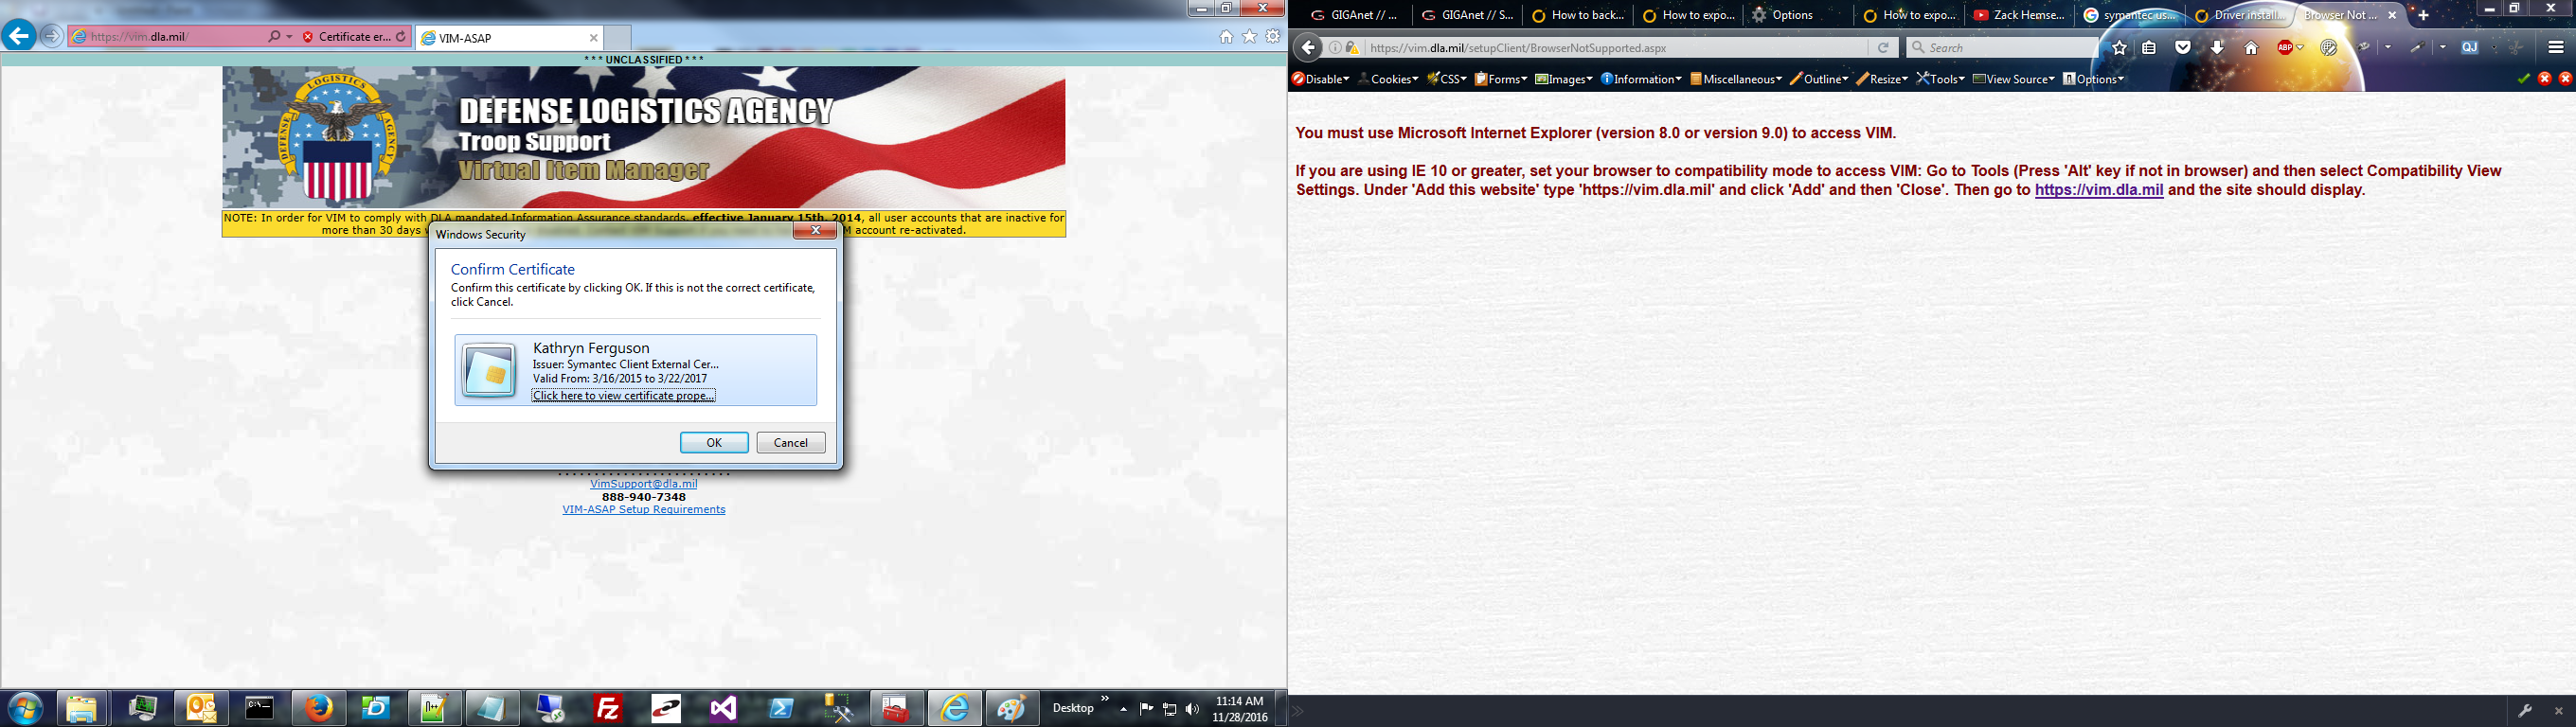 https://vim.dla.mil/
Certificate er...
VIM-ASAP
* * * UNCLASSIFIED * * *
DEFENSE LOGISTICS AGENCY
DEFENSE LOGISTICS AGENCY
Troop Support
Virtual Item Manager
NOTE: In order for VIM to comply with DLA mandated Information Assurance standards, effective January 15th, 2014, all user accounts that are inactive for
more than 30 days
account re-activated.
Windows Security
Confirm Certificate
Confirm this certificate by clicking OK. If this is not the correct certificate,
click Cancel.
Kathryn Ferguson
Issuer: Symantec Client External Cer...
Valid From: 3/16/2015 to 3/22/2017
Click here to view certificate prope...
OK
Cancel
VimSupport@dla.mil
888-940-7348
VIM-ASAP Setup Requirements
Desktop
11:14 AM
11/28/2016
GIGAnet // ...
GIGAnet // S...
How to back...
How to expo...
Options
How to expo...
Zack Hemse...
symantec us...
Driver install...
Browser Not ...
https://vim.dla.mil/setupClient/BrowserNotSupported.aspx
Search
ABP
QJ
Disable
Cookies
CSS
Forms
Images
Information
Miscellaneous
Outline
Resize
Tools
View Source
Options
You must use Microsoft Internet Explorer (version 8.0 or version 9.0) to access VIM.
If you are using IE 10 or greater, set your browser to compatibility mode to access VIM: Go to Tools (Press 'Alt' key if not in browser) and then select Compatibility View
Settings. Under 'Add this website' type 'https://vim.dla.mil' and click 'Add' and then 'Close'. Then go to https://vim.dla.mil and the site should display.